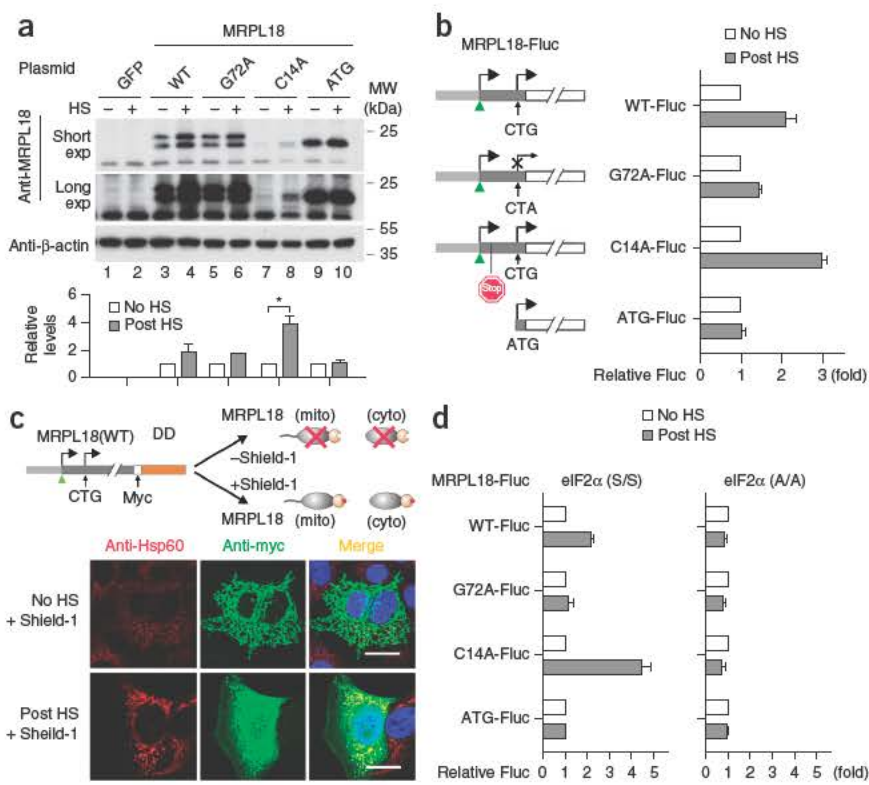 a
MRPL18
Plasmid
GFP
WT
G72A
C14A
ATG
MW
(kDa)
HS
– + – + – + – + – +
Anti-MRPL18
Short
exp
25
Long
exp
25
55
Anti-β-actin
35
1 2 3 4 5 6 7 8 9 10
Relative
levels
6
4
2
0
No HS
Post HS
*
b
MRPL18-Fluc
No HS
Post HS
CTG
WT-Fluc
CTA
G72A-Fluc
CTG
Stop
C14A-Fluc
ATG
ATG-Fluc
Relative Fluc 0 1 2 3 (fold)
c
MRPL18(WT) DD
CTG
Myc
MRPL18 (mito) (cyto)
–Shield-1
+Shield-1
MRPL18 (mito) (cyto)
Anti-Hsp60 Anti-myc Merge
No HS
+ Shield-1
Post HS
+ Sheild-1
d
No HS
Post HS
MRPL18-Fluc eIF2α (S/S) eIF2α (A/A)
WT-Fluc
G72A-Fluc
C14A-Fluc
ATG-Fluc
Relative Fluc 0 1 2 3 4 5 0 1 2 3 4 5 (fold)